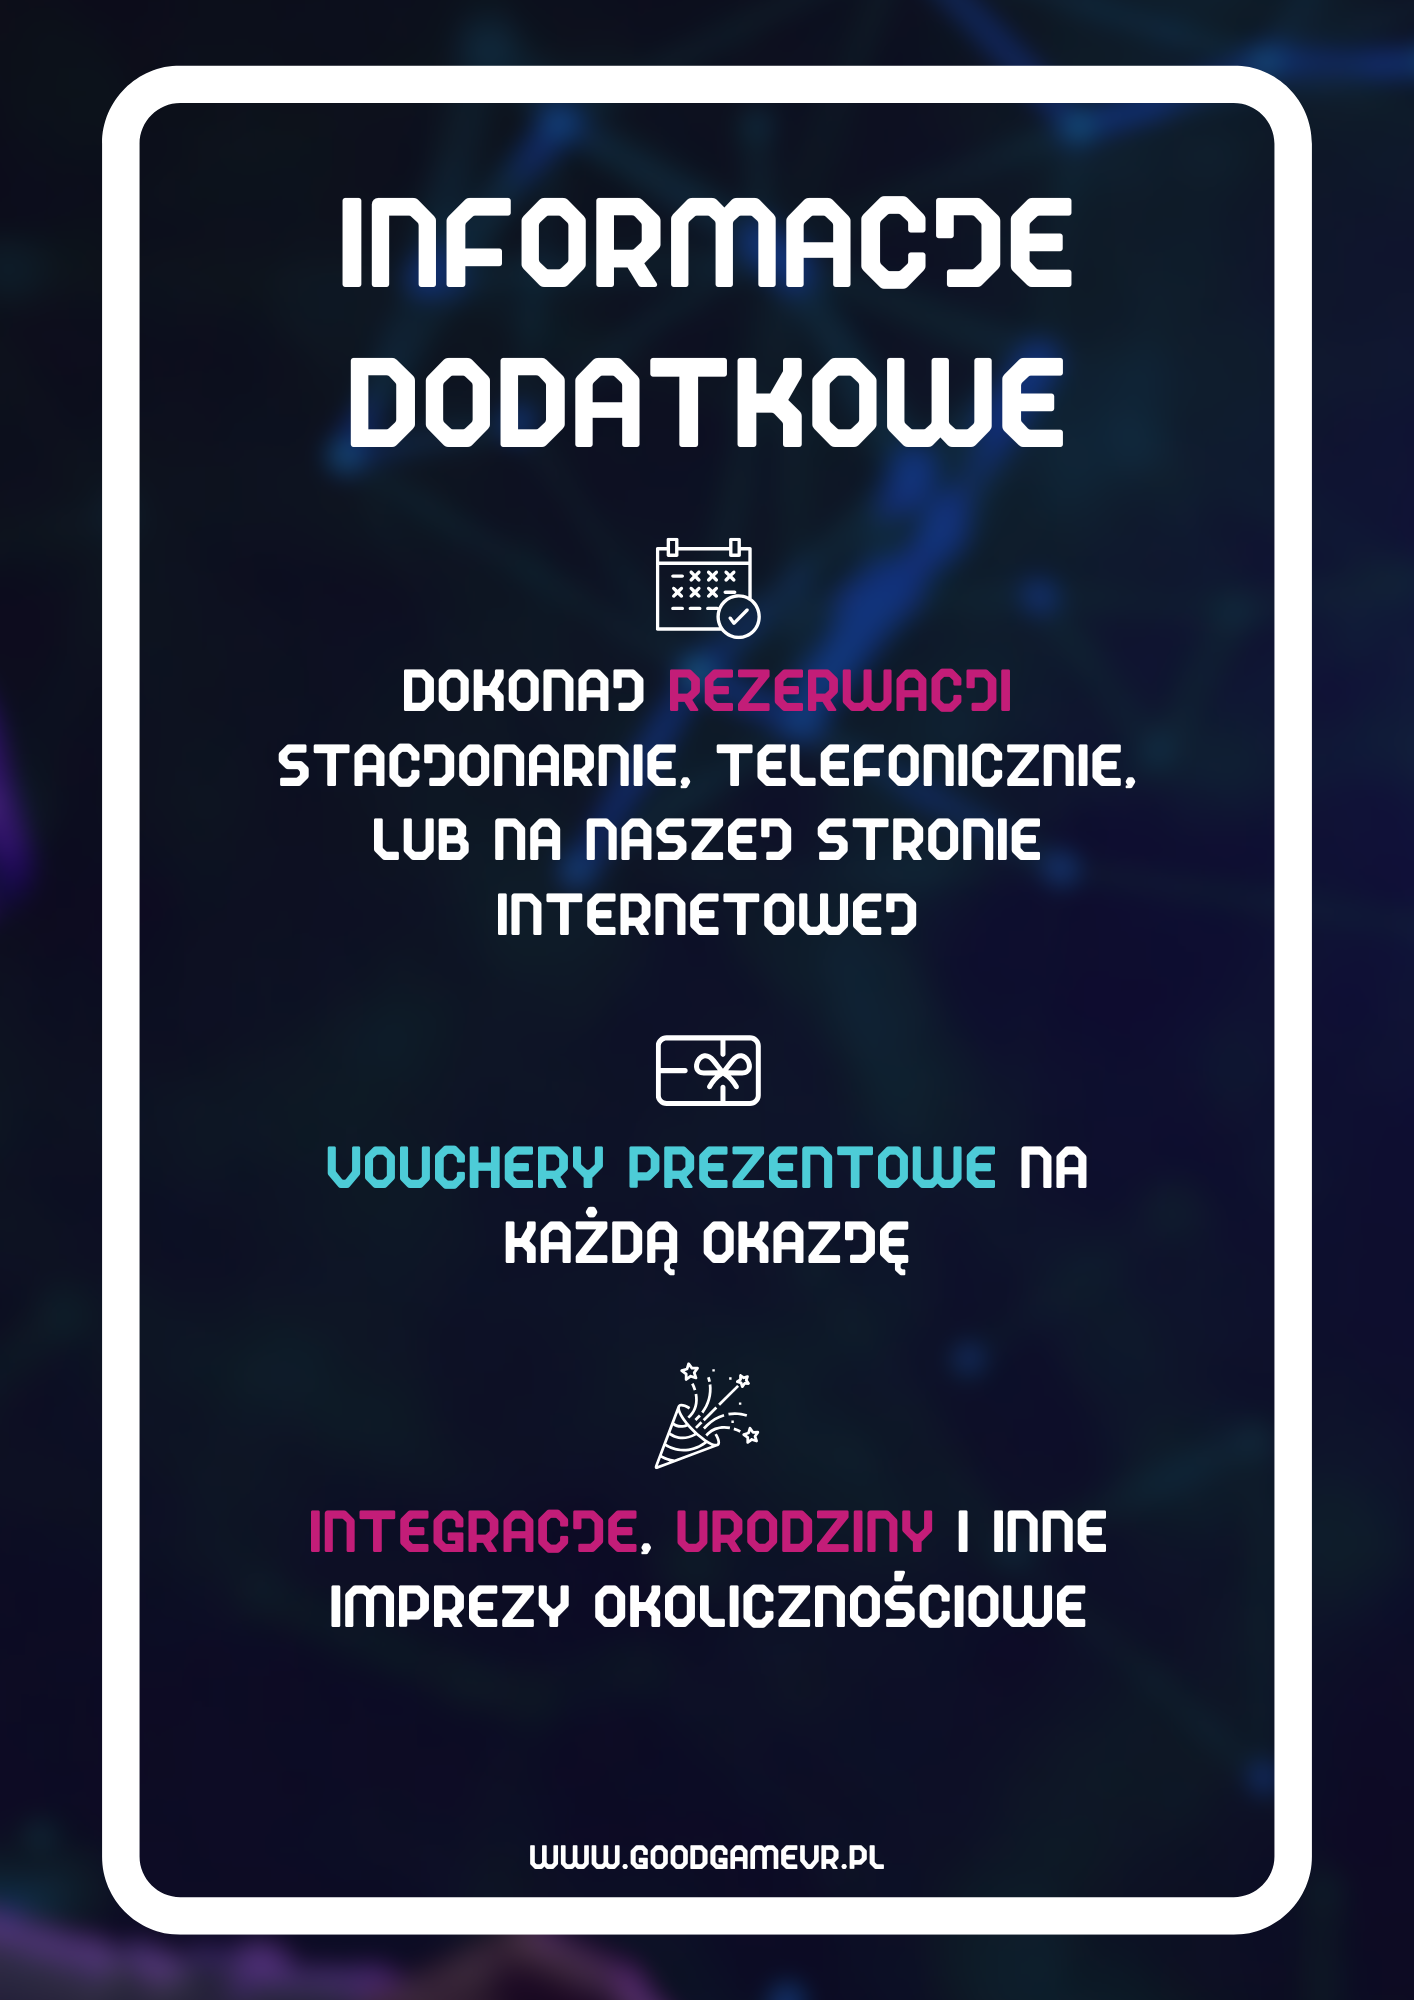 INFORMACJE
DODATKOWE
DOKONAJ REZERWACJI
STACJONARNIE, TELEFONICZNIE,
LUB NA NASZEJ STRONIE
INTERNETOWEJ
VOUCHERY PREZENTOWE NA
KAŻDĄ OKAZJĘ
INTEGRACJE, URODZINY I INNE
IMPREZY OKOLICZNOŚCIOWE
WWW.GOODGAMEVR.PL